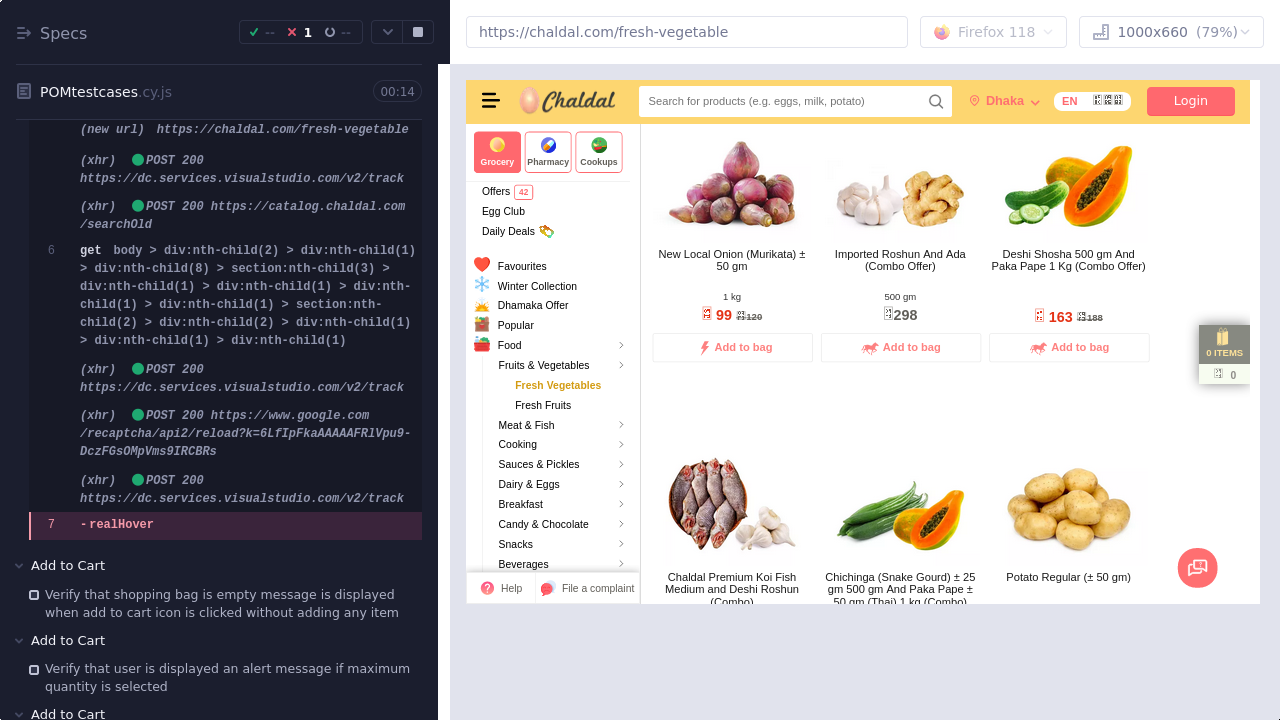 Specs
-- 1 --
https://chaldal.com/fresh-vegetable
Firefox 118
1000x660 (79%)
POMtestcases.cy.js
00:14
(new url) https://chaldal.com/fresh-vegetable
(xhr) POST 200
https://dc.services.visualstudio.com/v2/track
(xhr) POST 200 https://catalog.chaldal.com
/searchOld
6 get body > div:nth-child(2) > div:nth-child(1)
> div:nth-child(8) > section:nth-child(3) >
div:nth-child(1) > div:nth-child(1) > div:nth-
child(1) > div:nth-child(1) > section:nth-
child(2) > div:nth-child(2) > div:nth-child(1)
> div:nth-child(1) > div:nth-child(1)
(xhr) POST 200
https://dc.services.visualstudio.com/v2/track
(xhr) POST 200 https://www.google.com
/recaptcha/api2/reload?k=6LfIpFkaAAAAAFRlVpu9-
DczFGsOMpVms9IRCBRs
(xhr) POST 200
https://dc.services.visualstudio.com/v2/track
7 -realHover
Add to Cart
Verify that shopping bag is empty message is displayed
when add to cart icon is clicked without adding any item
Add to Cart
Verify that user is displayed an alert message if maximum
quantity is selected
Add to Cart
Chaldal
Search for products (e.g. eggs, milk, potato)
Dhaka
EN
Login
Grocery
Pharmacy
Cookups
Offers 42
Egg Club
Daily Deals
Favourites
Winter Collection
Dhamaka Offer
Popular
Food
Fruits & Vegetables
Fresh Vegetables
Fresh Fruits
Meat & Fish
Cooking
Sauces & Pickles
Dairy & Eggs
Breakfast
Candy & Chocolate
Snacks
Beverages
Help
File a complaint
New Local Onion (Murikata) ±
50 gm
1 kg
99 120
Add to bag
Imported Roshun And Ada
(Combo Offer)
500 gm
298
Add to bag
Deshi Shosha 500 gm And
Paka Pape 1 Kg (Combo Offer)
163 188
Add to bag
0 ITEMS
0
Chaldal Premium Koi Fish
Medium and Deshi Roshun
(Combo)
Chichinga (Snake Gourd) ± 25
gm 500 gm And Paka Pape ±
50 gm (Thai) 1 kg (Combo)
Potato Regular (± 50 gm)